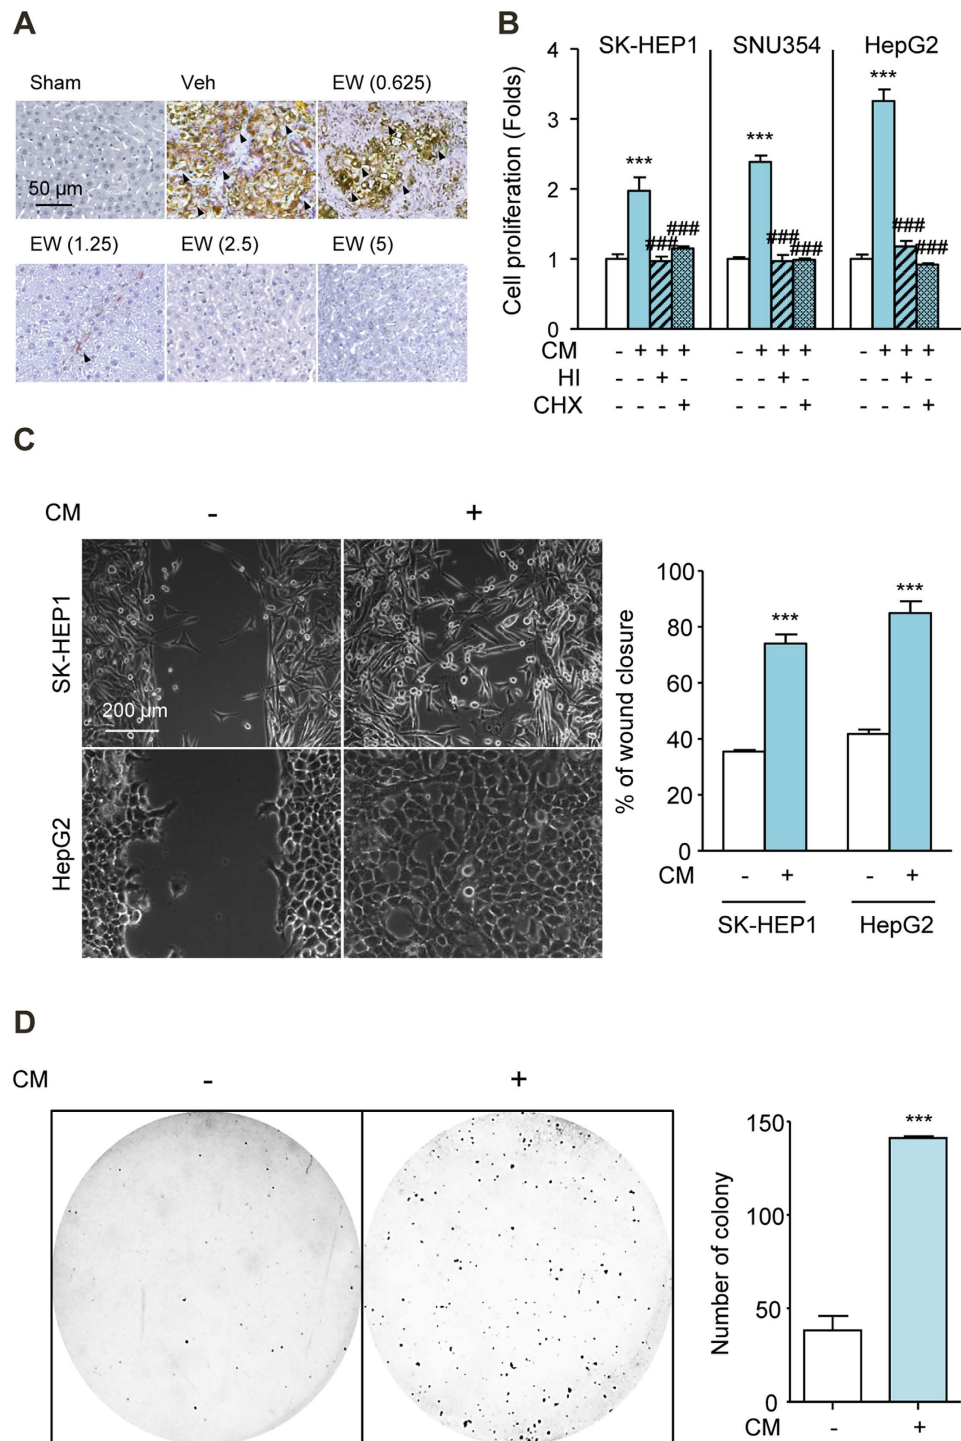 A
Sham Veh EW (0.625)
50 µm
EW (1.25) EW (2.5) EW (5)
B
SK-HEP1 SNU354 HepG2
Cell proliferation (Folds)
4
3
2
1
0
*** *** ***
### ### ### ### ### ###
CM - + + + - + + + - + + +
HI - - + - - - + - - - + -
CHX - - - + - - - + - - - +
C
CM - +
SK-HEP1
200 µm
HepG2
% of wound closure
100
80
60
40
20
0
*** ***
CM - + - +
SK-HEP1 HepG2
D
CM - +
Number of colony
150
100
50
0
***
CM - +